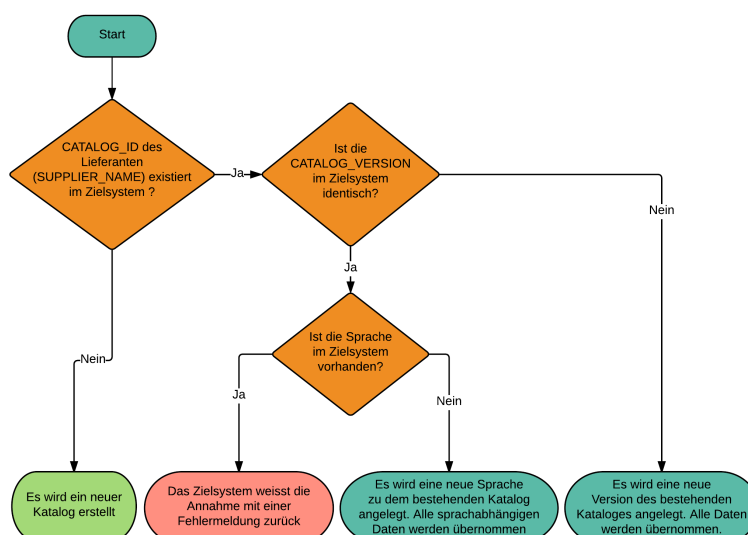 Start
CATALOG_ID des
Lieferanten
(SUPPLIER_NAME) existiert
im Zielsystem ?
Ja
Ist die
CATALOG_VERSION
im Zielsystem
identisch?
Nein
Ja
Ist die Sprache
im Zielsystem
vorhanden?
Nein
Ja
Nein
Es wird ein neuer
Katalog erstellt
Das Zielsystem weisst die
Annahme mit einer
Fehlermeldung zurück
Es wird eine neue Sprache
zu dem bestehenden Katalog
angelegt. Alle sprachabhängigen
Daten werden übernommen
Es wird eine neue
Version des bestehenden
Kataloges angelegt. Alle Daten
werden übernommen.